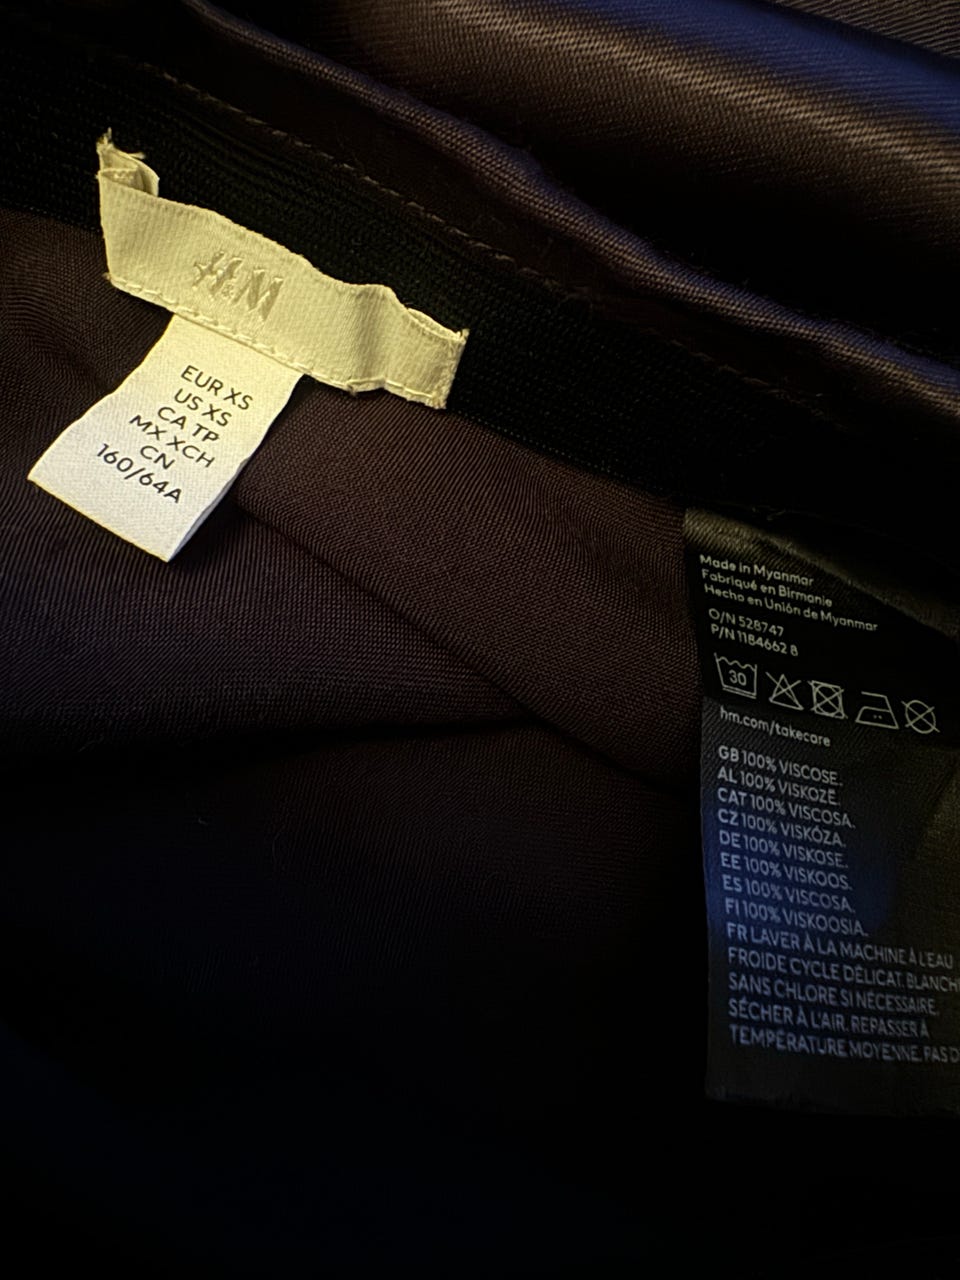 H&M
EUR XS
US XS
CA TP
MX XCH
CN
160/64A
Made in Myanmar
Fabriqué en Birmanie
Hecho en Unión de Myanmar
O/N 528747
P/N 1184662 8
30
hm.com/takecare
GB 100% VISCOSE.
AL 100% VISKOZË.
CAT 100% VISCOSA.
CZ 100% VISKÓZA.
DE 100% VISKOSE.
EE 100% VISKOOS.
ES 100% VISCOSA.
FI 100% VISKOOSIA.
FR LAVER À LA MACHINE À L'EAU
FROIDE CYCLE DÉLICAT. BLANCH
SANS CHLORE SI NÉCESSAIRE.
SÉCHER À L'AIR. REPASSER À
TEMPÉRATURE MOYENNE. PAS D